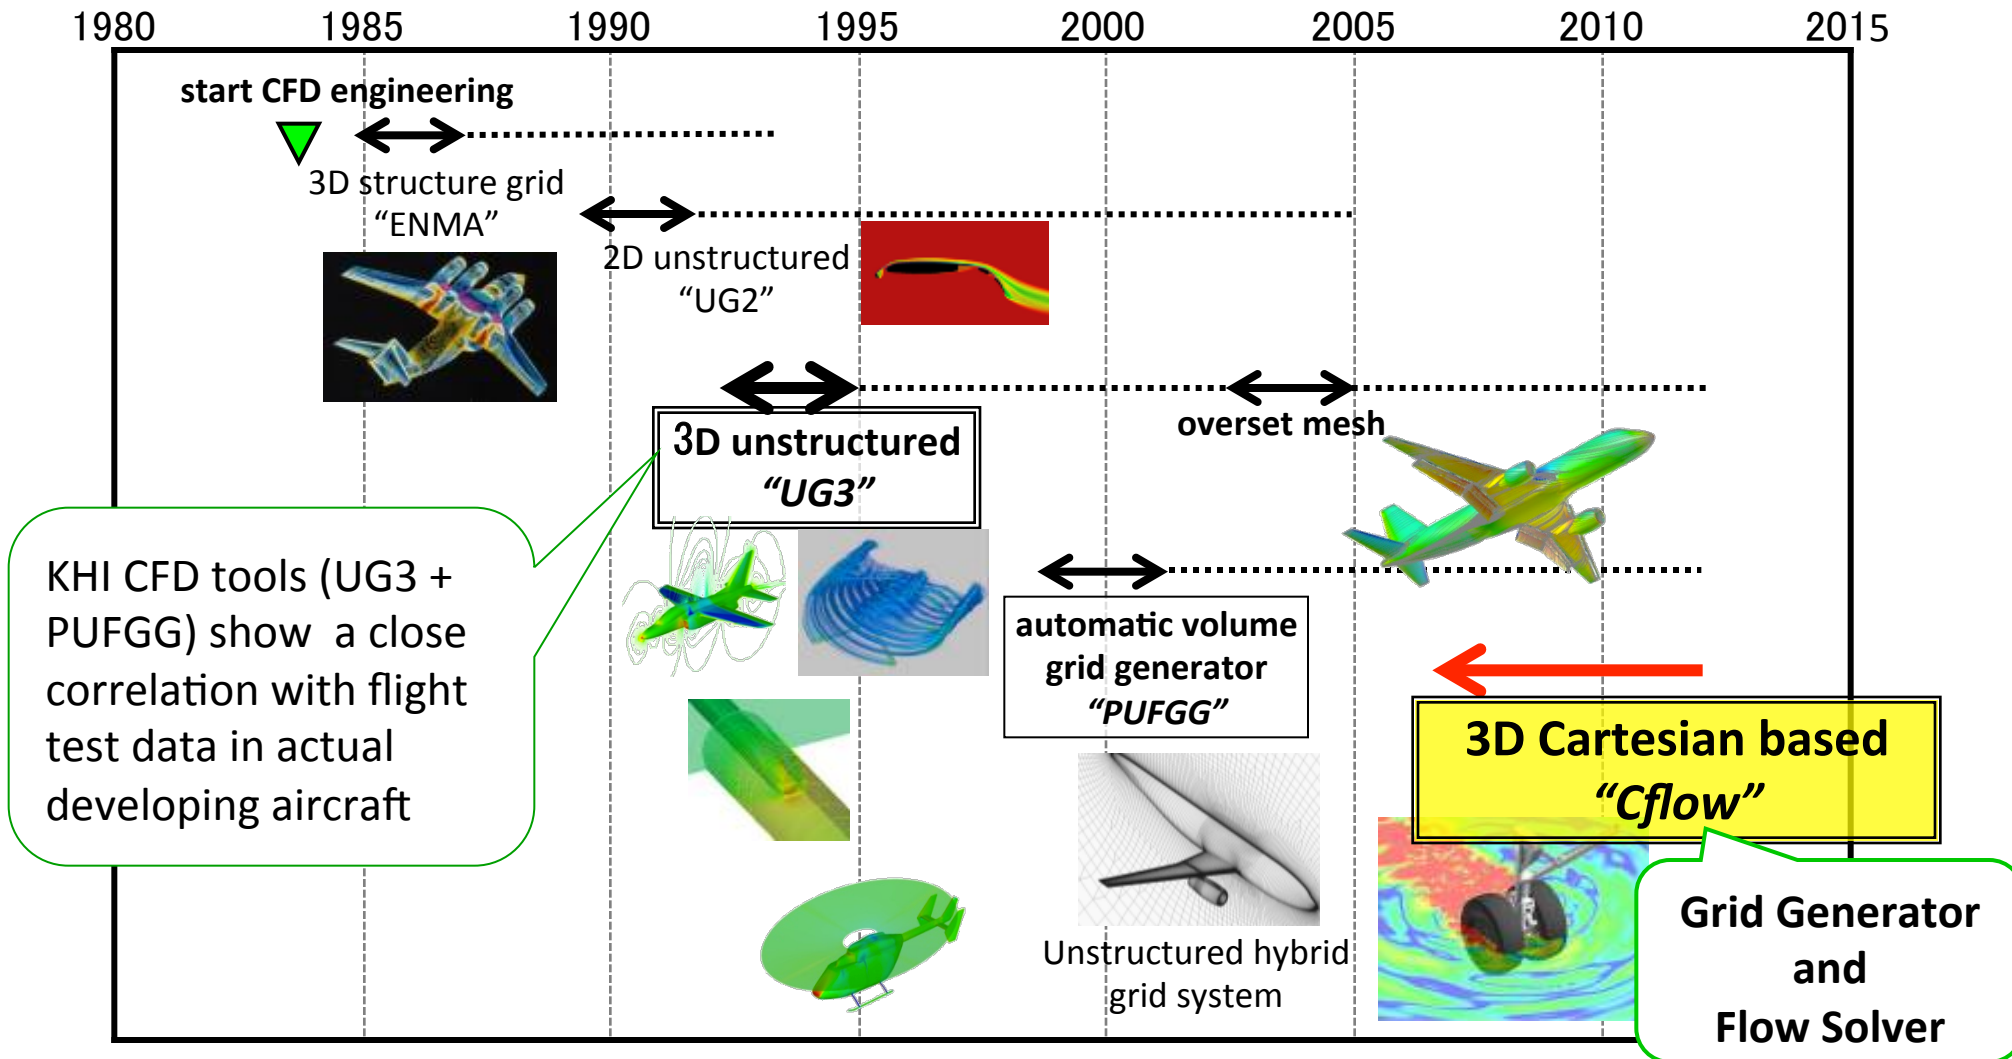 1980 1985 1990 1995 2000 2005 2010 2015
start CFD engineering
3D structure grid
“ENMA”
2D unstructured
“UG2”
3D unstructured
“UG3”
overset mesh
KHI CFD tools (UG3 +
PUFGG) show  a close
correlation with flight
test data in actual
developing aircraft
automatic volume
grid generator
“PUFGG”
Unstructured hybrid
grid system
3D Cartesian based
“Cflow”
Grid Generator
and
Flow Solver